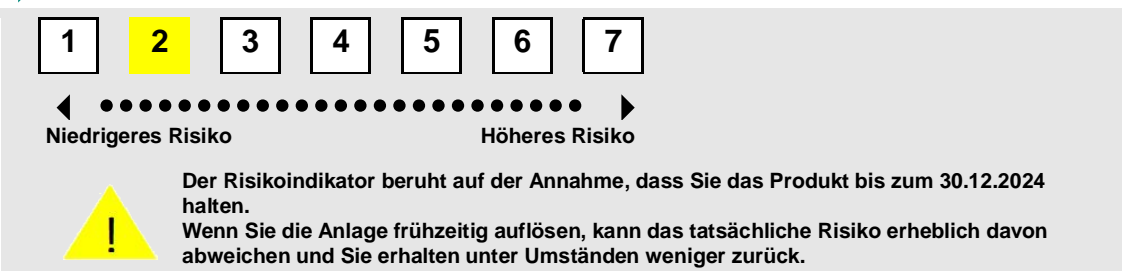 1 2 3 4 5 6 7
Niedrigeres Risiko Höheres Risiko
Der Risikoindikator beruht auf der Annahme, dass Sie das Produkt bis zum 30.12.2024
halten.
Wenn Sie die Anlage frühzeitig auflösen, kann das tatsächliche Risiko erheblich davon
! abweichen und Sie erhalten unter Umständen weniger zurück.